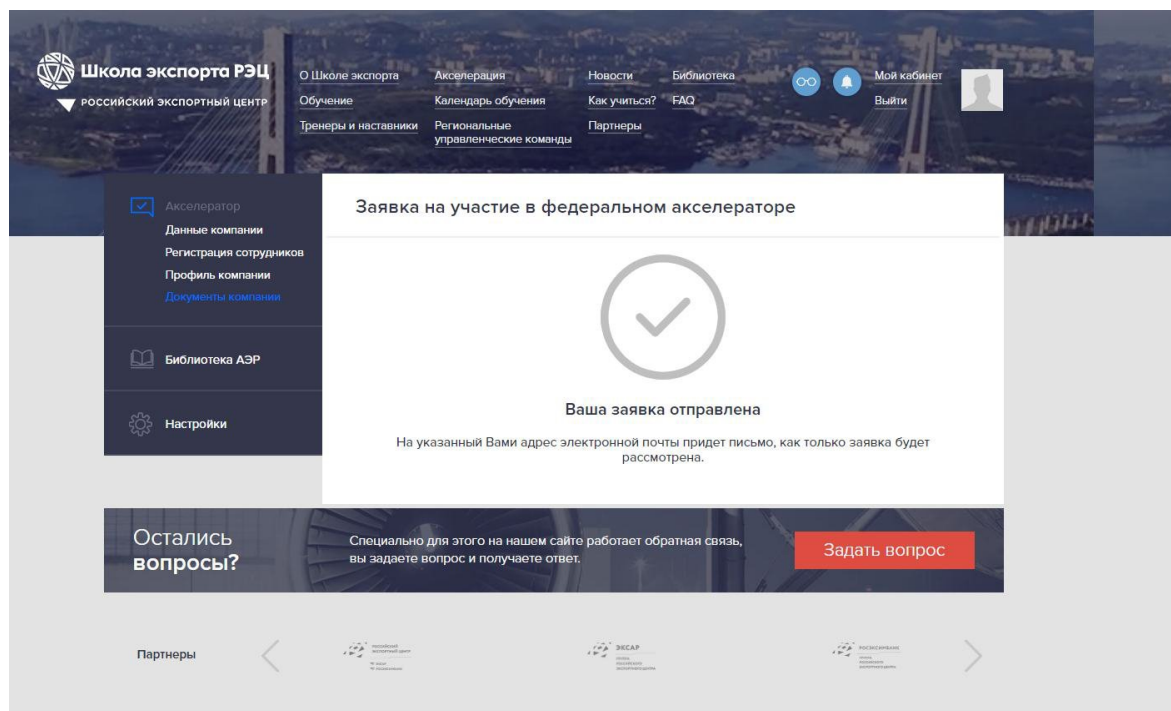 Школа экспорта РЭЦ
РОССИЙСКИЙ ЭКСПОРТНЫЙ ЦЕНТР
О Школе экспорта
Обучение
Тренеры и наставники
Акселерация
Календарь обучения
Региональные
управленческие команды
Новости
Как учиться?
Партнеры
Библиотека
FAQ
Мой кабинет
Выйти
Акселератор
Данные компании
Регистрация сотрудников
Профиль компании
Документы компании
Библиотека АЭР
Настройки
Заявка на участие в федеральном акселераторе
Ваша заявка отправлена
На указанный Вами адрес электронной почты придет письмо, как только заявка будет
рассмотрена.
Остались
вопросы?
Специально для этого на нашем сайте работает обратная связь,
вы задаете вопрос и получаете ответ.
Задать вопрос
Партнеры
РОССИЙСКИЙ
ЭКСПОРТНЫЙ ЦЕНТР
ЭКСАР
РОСЭКСИМБАНК